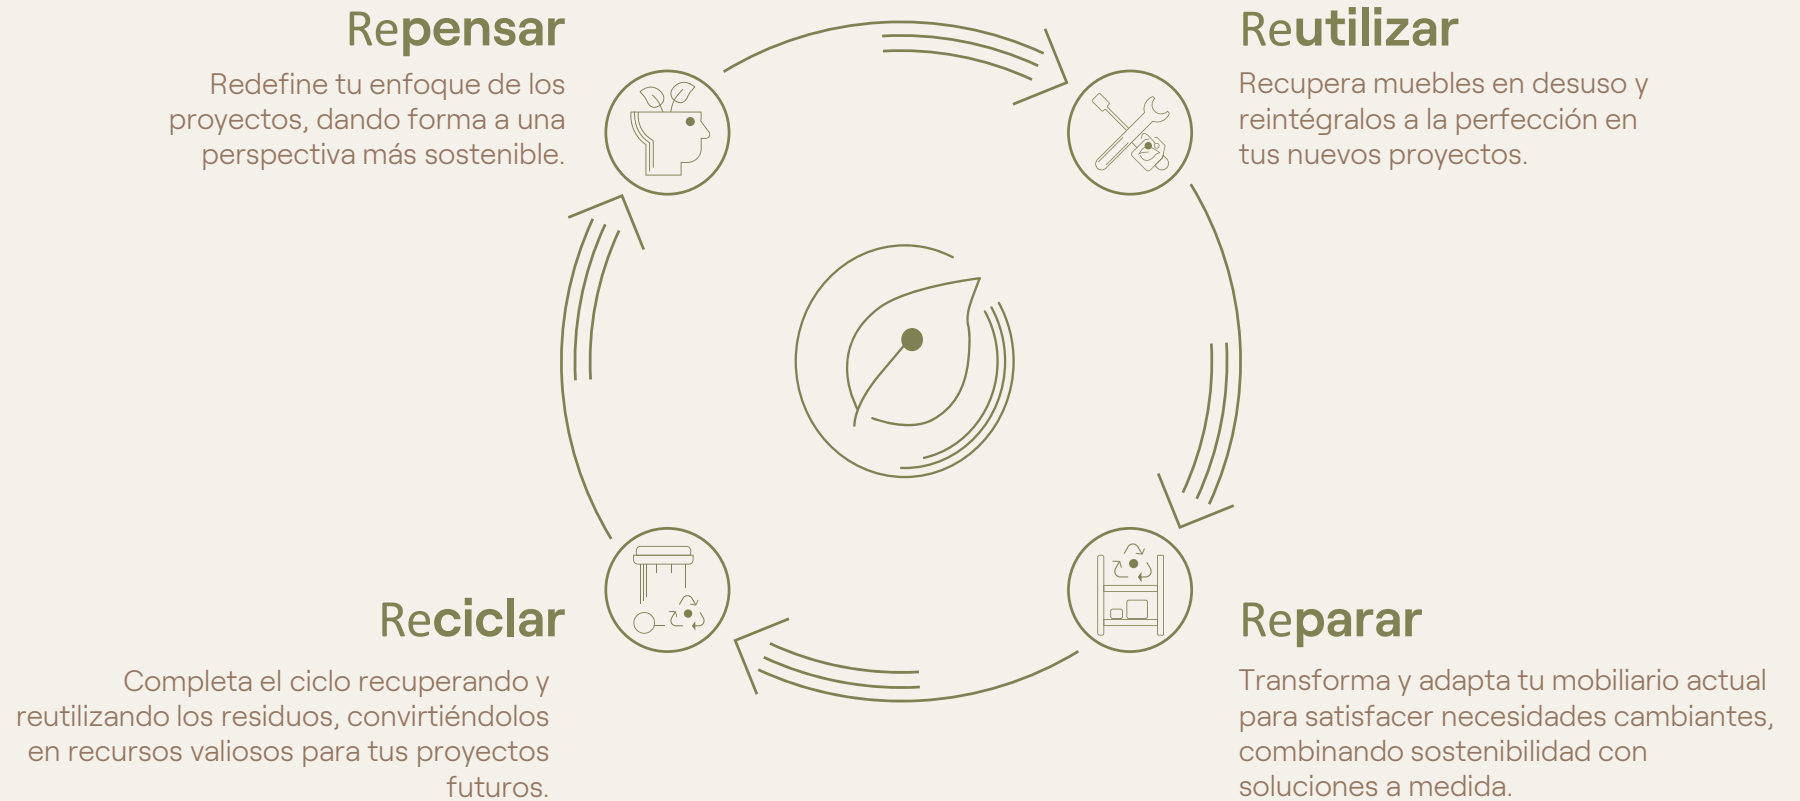 Repensar
Redefine tu enfoque de los
proyectos, dando forma a una
perspectiva más sostenible.
Reutilizar
Recupera muebles en desuso y
reintégralos a la perfección en
tus nuevos proyectos.
Reciclar
Completa el ciclo recuperando y
reutilizando los residuos, convirtiéndolos
en recursos valiosos para tus proyectos
futuros.
Reparar
Transforma y adapta tu mobiliario actual
para satisfacer necesidades cambiantes,
combinando sostenibilidad con
soluciones a medida.